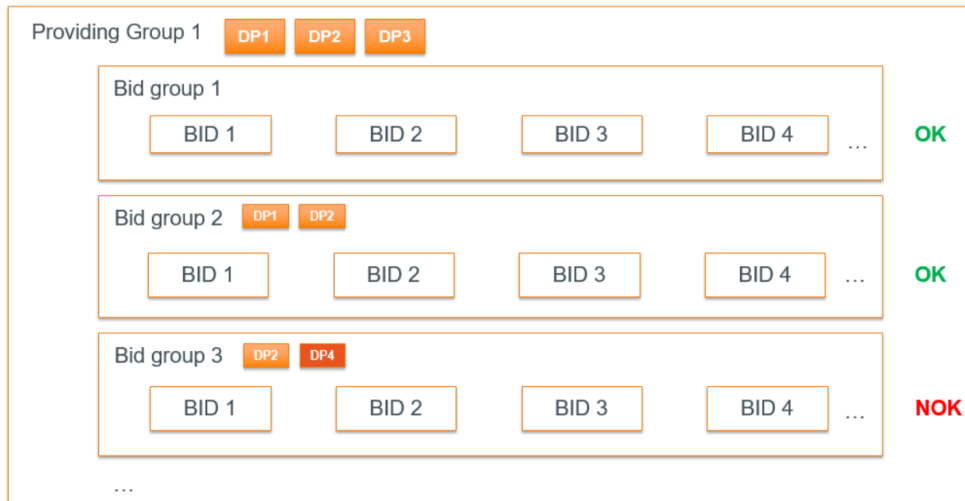 Providing Group 1 DP1 DP2 DP3
Bid group 1
BID 1 BID 2 BID 3 BID 4 ... OK
Bid group 2 DP1 DP2
BID 1 BID 2 BID 3 BID 4 ... OK
Bid group 3 DP2 DP4
BID 1 BID 2 BID 3 BID 4 ... NOK
...